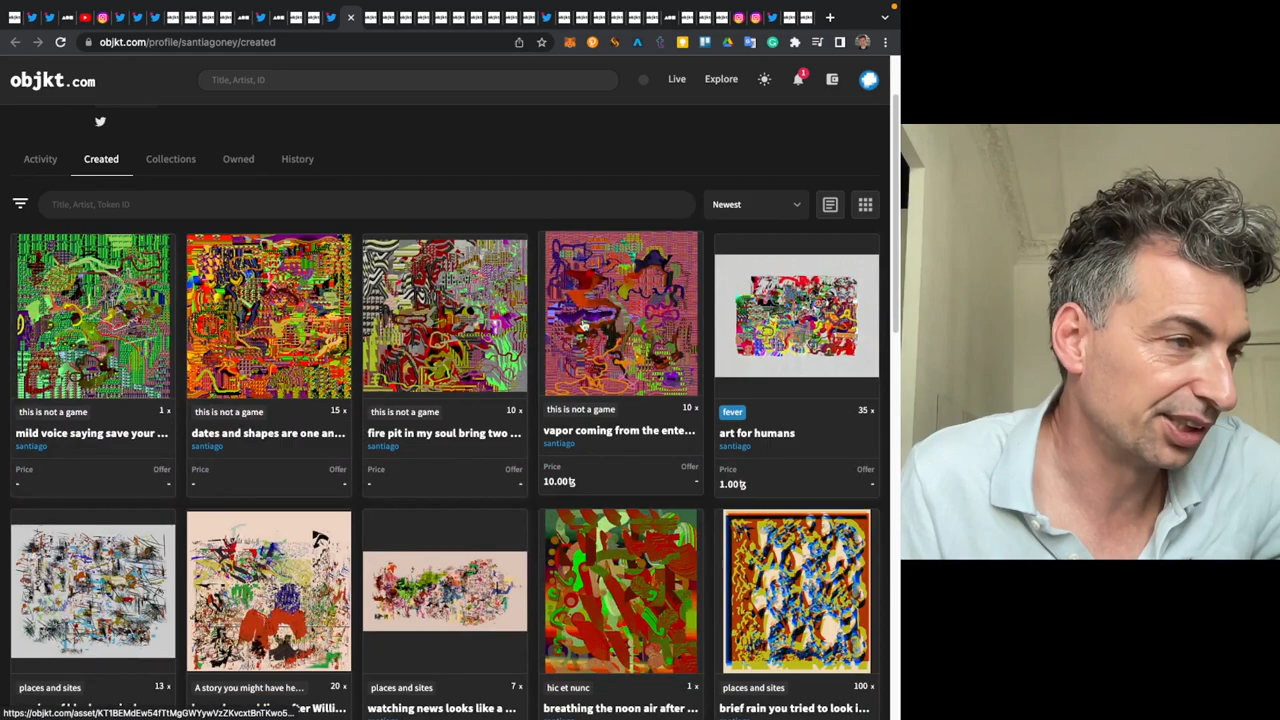 objkt.com/profile/santiagoney/created
objkt.com
Title, Artist, ID
Live
Explore
1
Activity
Created
Collections
Owned
History
Title, Artist, Token ID
Newest
this is not a game
1 x
mild voice saying save your ...
santiago
Price
Offer
-
-
this is not a game
15 x
dates and shapes are one an...
santiago
Price
Offer
-
-
this is not a game
10 x
fire pit in my soul bring two ...
santiago
Price
Offer
-
-
this is not a game
10 x
vapor coming from the ente...
santiago
Price
Offer
10.00ꜩ
-
fever
35 x
art for humans
santiago
Price
Offer
1.00ꜩ
-
places and sites
13 x
A story you might have he...
20 x
places and sites
7 x
watching news looks like a ...
hic et nunc
1 x
breathing the noon air after ...
places and sites
100 x
brief rain you tried to look i...